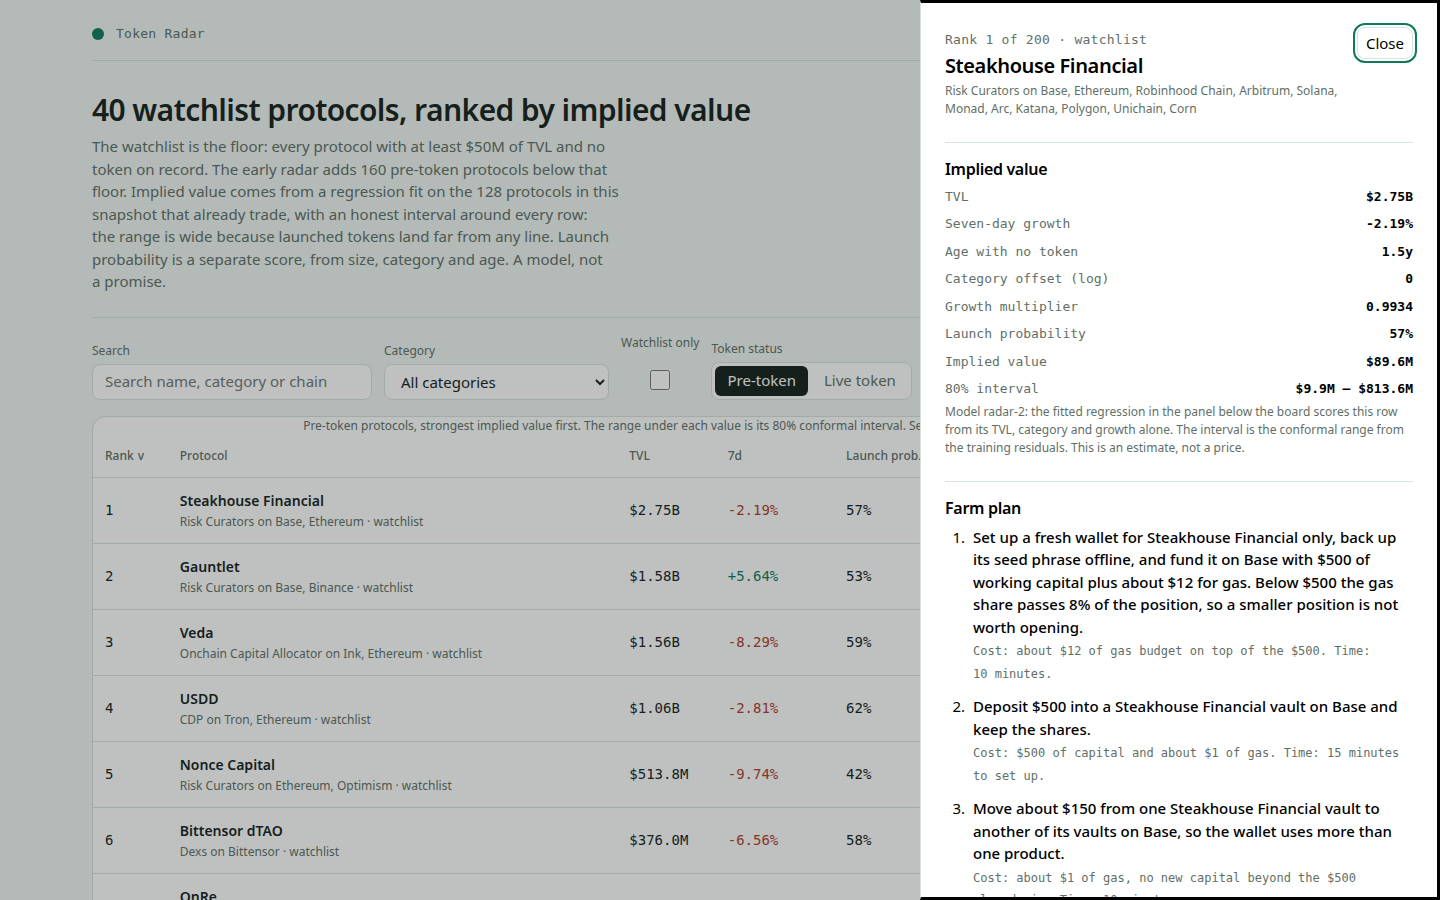 Token Radar
40 watchlist protocols, ranked by implied value
The watchlist is the floor: every protocol with at least $50M of TVL and no
token on record. The early radar adds 160 pre-token protocols below that
floor. Implied value comes from a regression fit on the 128 protocols in this
snapshot that already trade, with an honest interval around every row:
the range is wide because launched tokens land far from any line. Launch
probability is a separate score, from size, category and age. A model, not
a promise.
Search
Category
Watchlist only
Token status
Search name, category or chain
All categories
Pre-token
Live token
Pre-token protocols, strongest implied value first. The range under each value is its 80% conformal interval. Se
Rank v
Protocol
TVL
7d
Launch prob.
1
Steakhouse Financial
Risk Curators on Base, Ethereum · watchlist
$2.75B
-2.19%
57%
2
Gauntlet
Risk Curators on Base, Binance · watchlist
$1.58B
+5.64%
53%
3
Veda
Onchain Capital Allocator on Ink, Ethereum · watchlist
$1.56B
-8.29%
59%
4
USDD
CDP on Tron, Ethereum · watchlist
$1.06B
-2.81%
62%
5
Nonce Capital
Risk Curators on Ethereum, Optimism · watchlist
$513.8M
-9.74%
42%
6
Bittensor dTAO
Dexs on Bittensor · watchlist
$376.0M
-6.56%
58%
OnRe
Rank 1 of 200 · watchlist
Close
Steakhouse Financial
Risk Curators on Base, Ethereum, Robinhood Chain, Arbitrum, Solana,
Monad, Arc, Katana, Polygon, Unichain, Corn
Implied value
TVL
$2.75B
Seven-day growth
-2.19%
Age with no token
1.5y
Category offset (log)
0
Growth multiplier
0.9934
Launch probability
57%
Implied value
$89.6M
80% interval
$9.9M — $813.6M
Model radar-2: the fitted regression in the panel below the board scores this row
from its TVL, category and growth alone. The interval is the conformal range from
the training residuals. This is an estimate, not a price.
Farm plan
1. Set up a fresh wallet for Steakhouse Financial only, back up
its seed phrase offline, and fund it on Base with $500 of
working capital plus about $12 for gas. Below $500 the gas
share passes 8% of the position, so a smaller position is not
worth opening.
Cost: about $12 of gas budget on top of the $500. Time:
10 minutes.
2. Deposit $500 into a Steakhouse Financial vault on Base and
keep the shares.
Cost: $500 of capital and about $1 of gas. Time: 15 minutes
to set up.
3. Move about $150 from one Steakhouse Financial vault to
another of its vaults on Base, so the wallet uses more than
one product.
Cost: about $1 of gas, no new capital beyond the $500